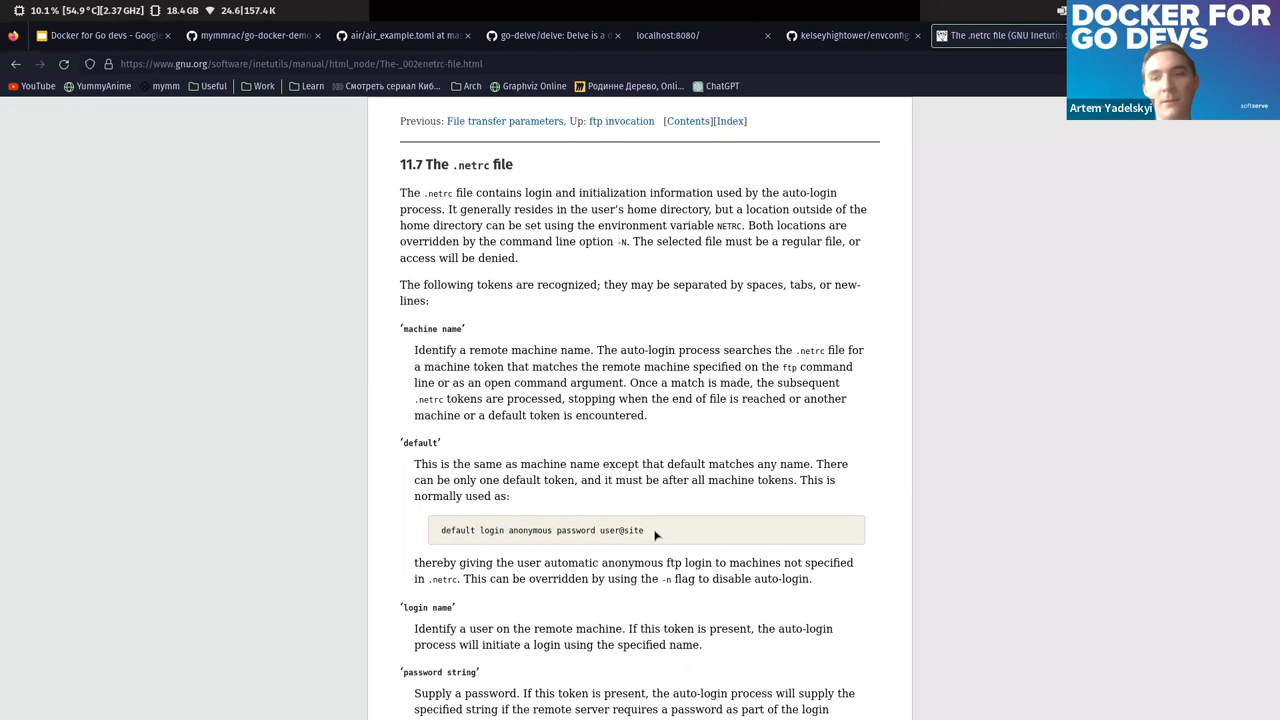 10.1 % [54.9 °C][2.37 GHz] 18.4 GB 24.6|157.4 K
Docker for Go devs - Google
mymmrac/go-docker-demo
air/air_example.toml at mas
go-delve/delve: Delve is a d
localhost:8080/
kelseyhightower/envconfig
The .netrc file (GNU Inetutils
https://www.gnu.org/software/inetutils/manual/html_node/The-_002enetrc-file.html
YouTube YummyAnime mymm Useful Work Learn Смотреть сериал Киб... Arch Graphviz Online Родинне Дерево, Onli... ChatGPT
DOCKER FOR
GO DEVS
Artem Yadelskyi
softserve
Previous: File transfer parameters, Up: ftp invocation [Contents][Index]
11.7 The .netrc file
The .netrc file contains login and initialization information used by the auto-login
process. It generally resides in the user’s home directory, but a location outside of the
home directory can be set using the environment variable NETRC. Both locations are
overridden by the command line option -N. The selected file must be a regular file, or
access will be denied.
The following tokens are recognized; they may be separated by spaces, tabs, or new-
lines:
‘machine name’
Identify a remote machine name. The auto-login process searches the .netrc file for
a machine token that matches the remote machine specified on the ftp command
line or as an open command argument. Once a match is made, the subsequent
.netrc tokens are processed, stopping when the end of file is reached or another
machine or a default token is encountered.
‘default’
This is the same as machine name except that default matches any name. There
can be only one default token, and it must be after all machine tokens. This is
normally used as:
default login anonymous password user@site
thereby giving the user automatic anonymous ftp login to machines not specified
in .netrc. This can be overridden by using the -n flag to disable auto-login.
‘login name’
Identify a user on the remote machine. If this token is present, the auto-login
process will initiate a login using the specified name.
‘password string’
Supply a password. If this token is present, the auto-login process will supply the
specified string if the remote server requires a password as part of the login